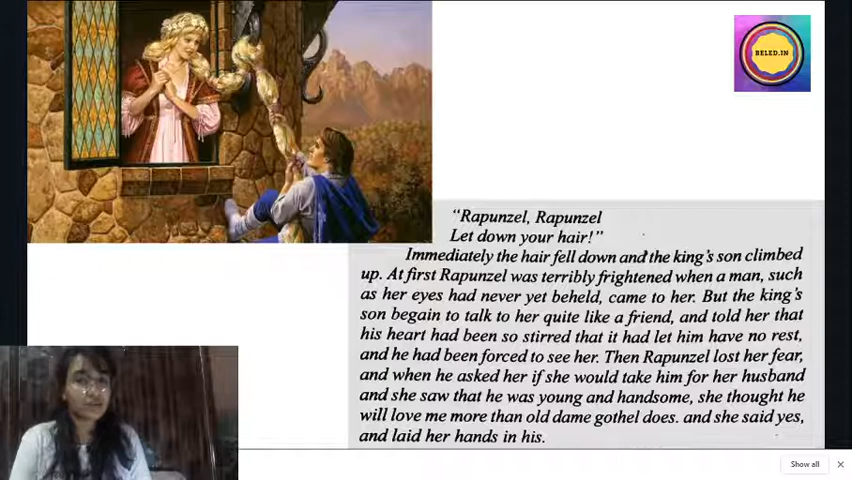 BELED.IN
“Rapunzel, Rapunzel
Let down your hair!”
Immediately the hair fell down and the king's son climbed
up. At first Rapunzel was terribly frightened when a man, such
as her eyes had never yet beheld, came to her. But the king's
son begain to talk to her quite like a friend, and told her that
his heart had been so stirred that it had let him have no rest,
and he had been forced to see her. Then Rapunzel lost her fear,
and when he asked her if she would take him for her husband
and she saw that he was young and handsome, she thought he
will love me more than old dame gothel does. and she said yes,
and laid her hands in his.
Show all